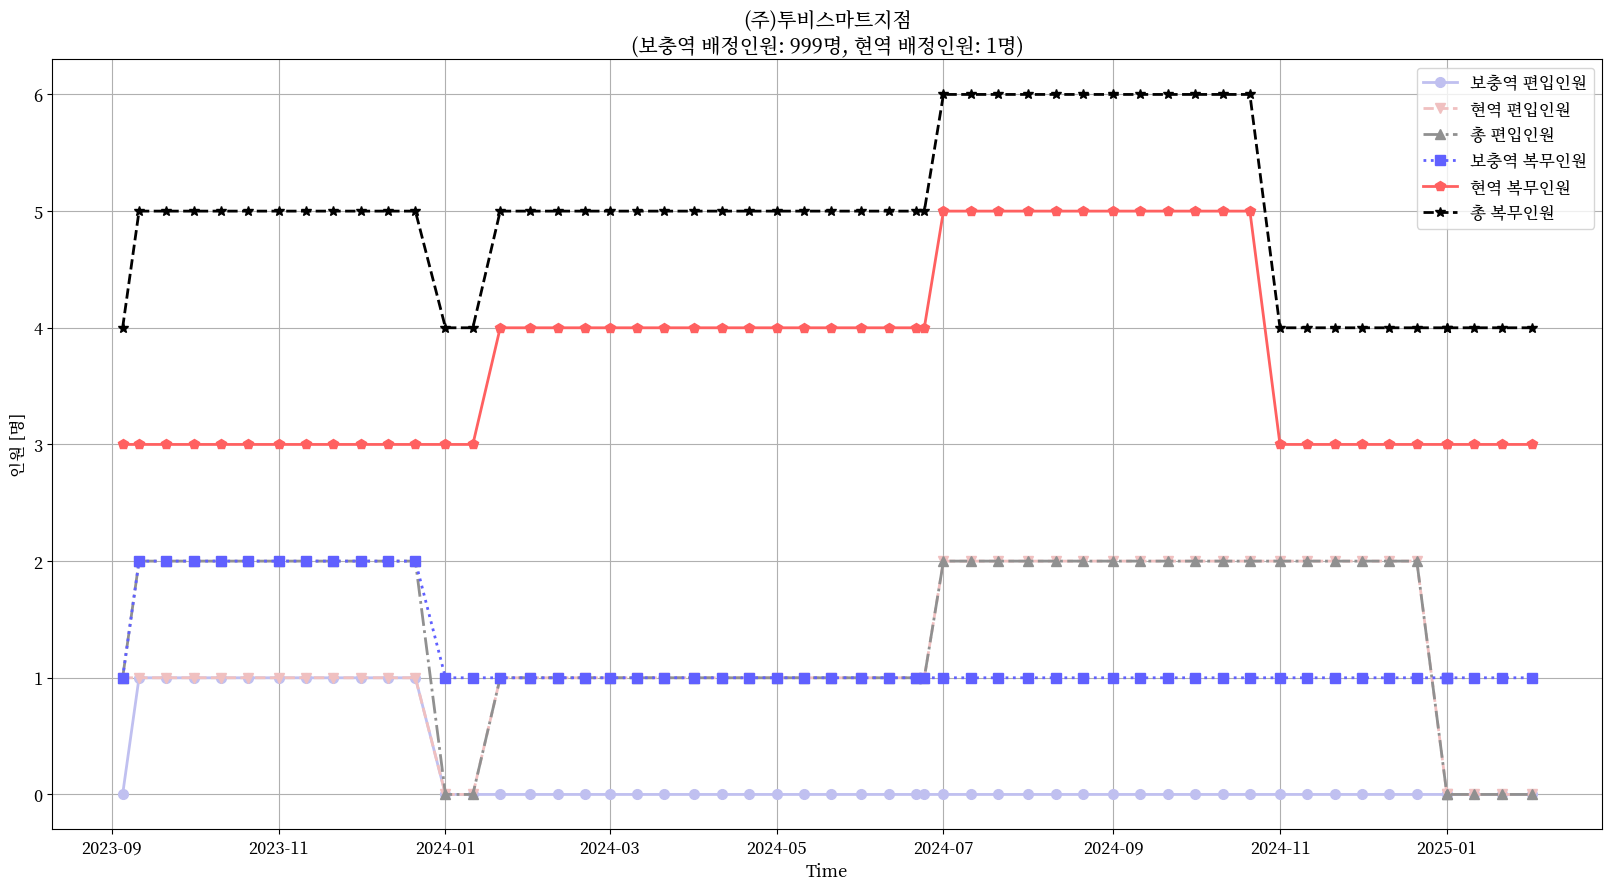 (주)투비스마트지점
(보충역 배정인원: 999명, 현역 배정인원: 1명)
인원 [명]
6
5
4
3
2
1
0
보충역 편입인원
현역 편입인원
총 편입인원
보충역 복무인원
현역 복무인원
총 복무인원
2023-09 2023-11 2024-01 2024-03 2024-05 2024-07 2024-09 2024-11 2025-01
Time